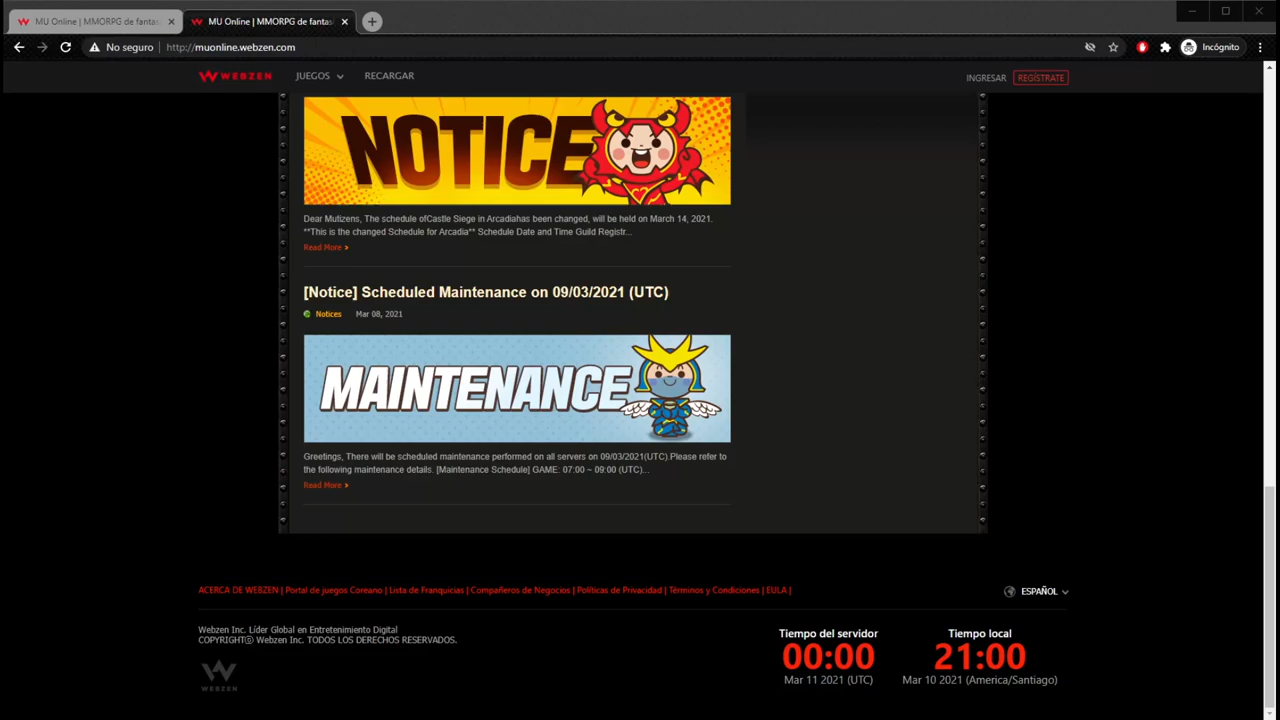 MU Online | MMORPG de fantas
MU Online | MMORPG de fantas
No seguro
http://muonline.webzen.com
Incógnito
WEBZEN
JUEGOS
RECARGAR
INGRESAR
REGÍSTRATE
NOTICE
Dear Mutizens, The schedule ofCastle Siege in Arcadiahas been changed, will be held on March 14, 2021.
**This is the changed Schedule for Arcadia** Schedule Date and Time Guild Registr...
Read More
[Notice] Scheduled Maintenance on 09/03/2021 (UTC)
Notices Mar 08, 2021
MAINTENANCE
Greetings, There will be scheduled maintenance performed on all servers on 09/03/2021(UTC).Please refer to
the following maintenance details. [Maintenance Schedule] GAME: 07:00 ~ 09:00 (UTC)...
Read More
ACERCA DE WEBZEN | Portal de juegos Coreano | Lista de Franquicias | Compañeros de Negocios | Políticas de Privacidad | Términos y Condiciones | EULA |
ESPAÑOL
Webzen Inc. Líder Global en Entretenimiento Digital
COPYRIGHTⓒ Webzen Inc. TODOS LOS DERECHOS RESERVADOS.
WEBZEN
Tiempo del servidor
00:00
Mar 11 2021 (UTC)
Tiempo local
21:00
Mar 10 2021 (America/Santiago)